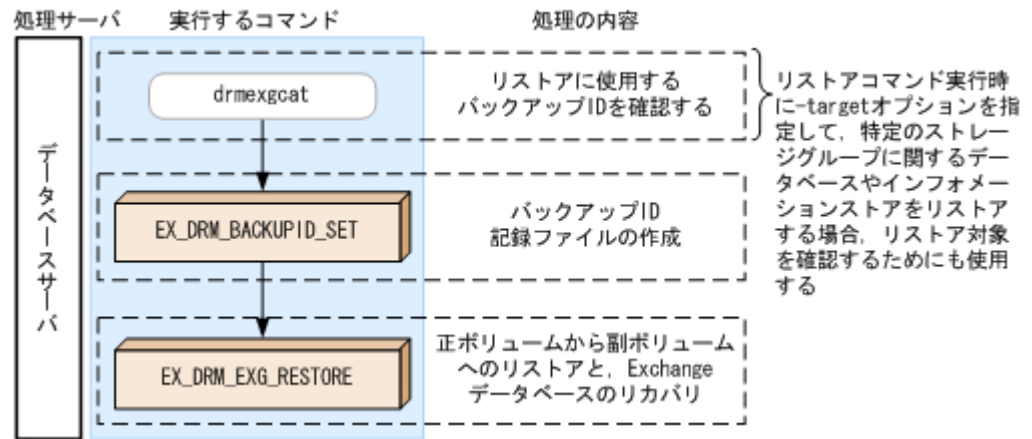 処理サーバ
実行するコマンド
処理の内容
データベースサーバ
drmexgcat
リストアに使用する
バックアップIDを確認する
リストアコマンド実行時
に-targetオプションを指
定して，特定のストレー
ジグループに関するデー
タベースやインフォメー
ションストアをリストア
する場合，リストア対象
を確認するためにも使用
する
EX_DRM_BACKUPID_SET
バックアップID
記録ファイルの作成
EX_DRM_EXG_RESTORE
正ボリュームから副ボリューム
へのリストアと，Exchange
データベースのリカバリ